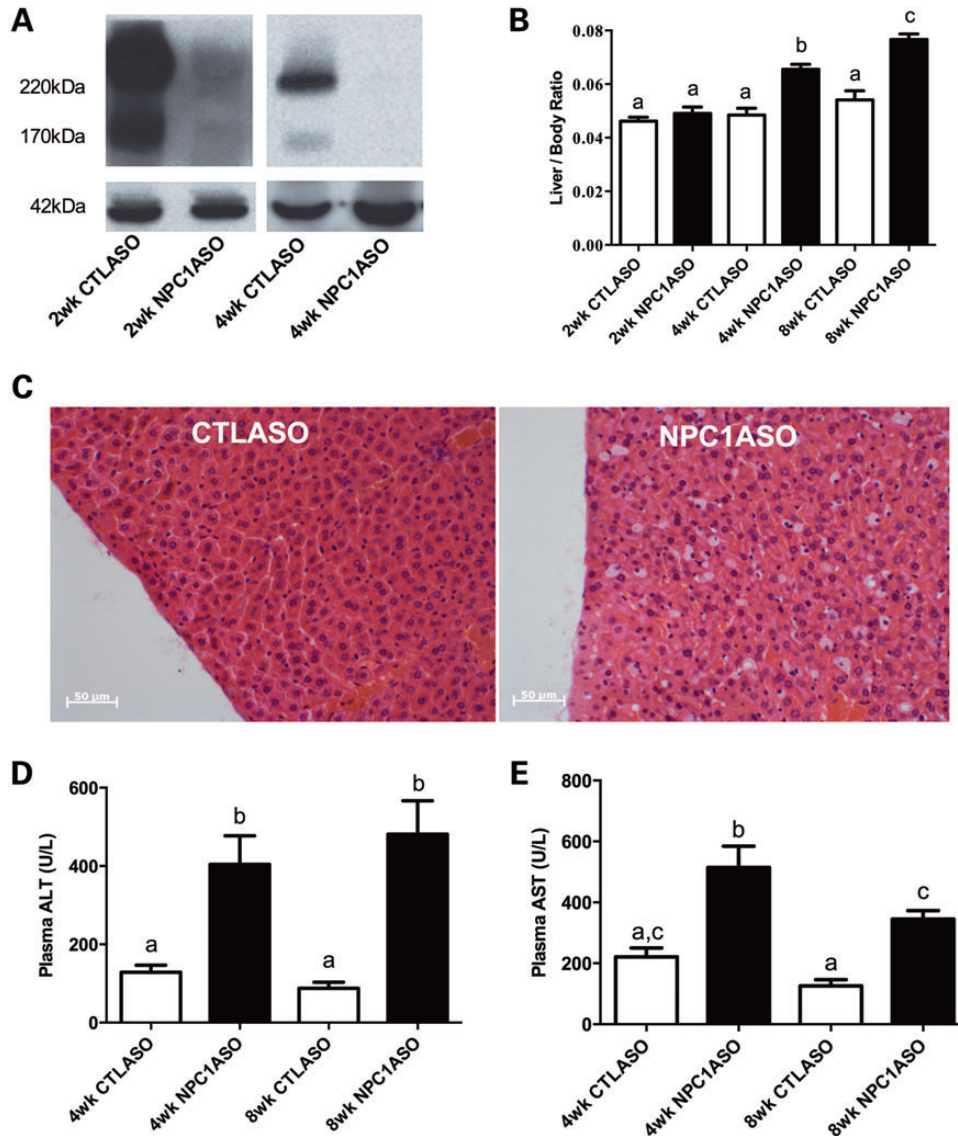 A
220kDa
170kDa
42kDa
2wk CTLASO
2wk NPC1ASO
4wk CTLASO
4wk NPC1ASO
B
Liver / Body Ratio
0.08
0.06
0.04
0.02
0.00
a
a
a
b
a
c
2wk CTLASO
2wk NPC1ASO
4wk CTLASO
4wk NPC1ASO
8wk CTLASO
8wk NPC1ASO
C
CTLASO
50 µm
NPC1ASO
50 µm
D
Plasma ALT (U/L)
600
400
200
0
a
b
a
b
4wk CTLASO
4wk NPC1ASO
8wk CTLASO
8wk NPC1ASO
E
Plasma AST (U/L)
800
600
400
200
0
a,c
b
a
c
4wk CTLASO
4wk NPC1ASO
8wk CTLASO
8wk NPC1ASO